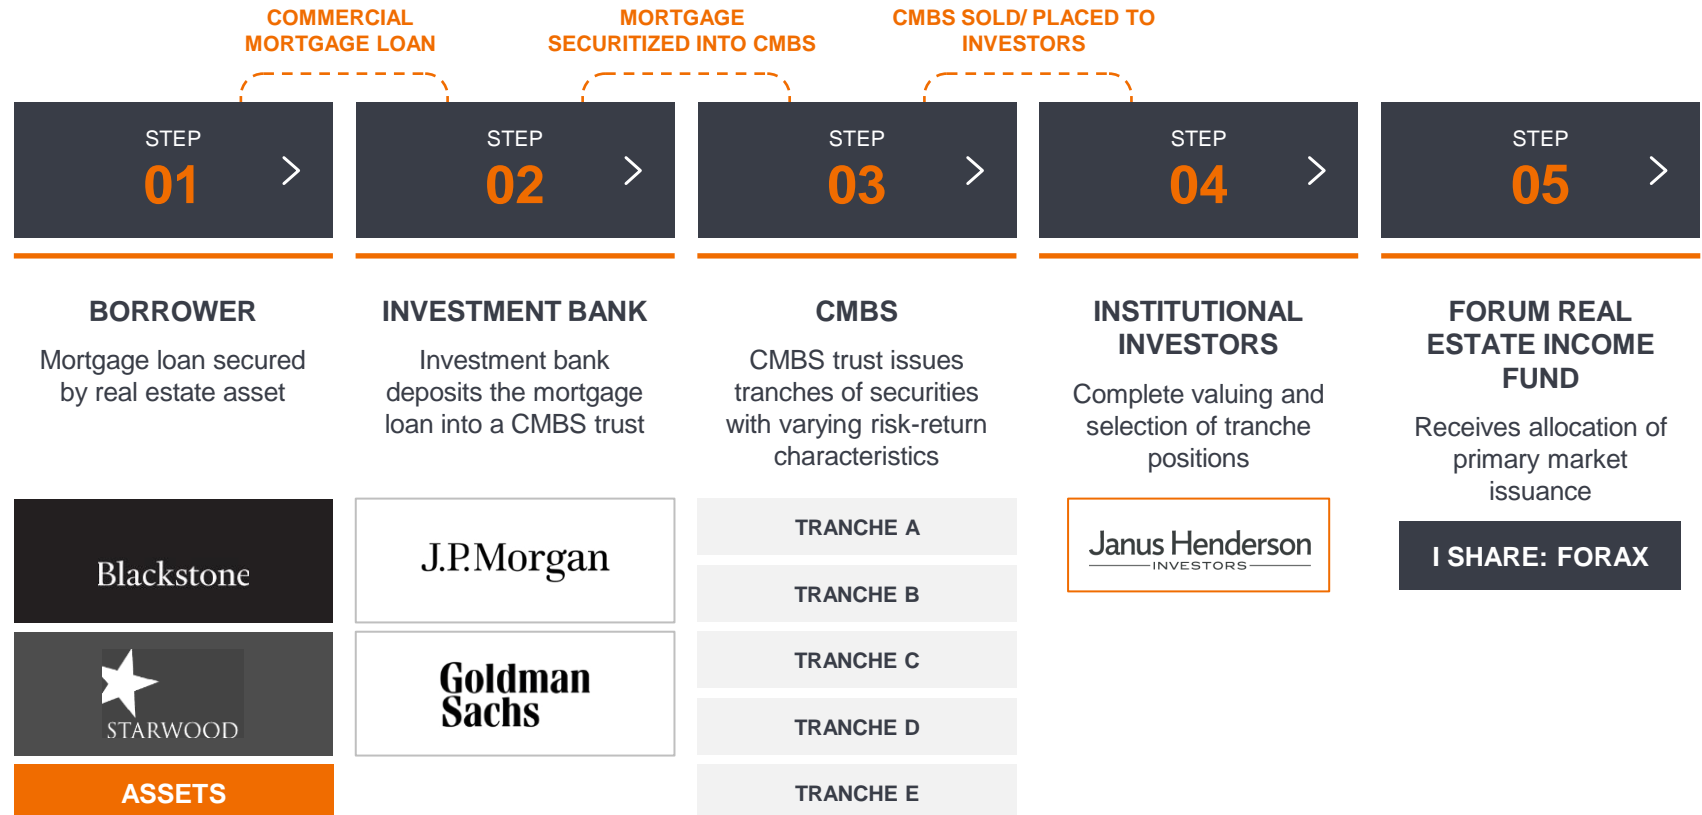 COMMERCIAL
MORTGAGE LOAN
MORTGAGE
SECURITIZED INTO CMBS
CMBS SOLD/ PLACED TO
INVESTORS
STEP
01
STEP
02
STEP
03
STEP
04
STEP
05
BORROWER
Mortgage loan secured
by real estate asset
Blackstone
STARWOOD
ASSETS
INVESTMENT BANK
Investment bank
deposits the mortgage
loan into a CMBS trust
J.P.Morgan
Goldman
Sachs
CMBS
CMBS trust issues
tranches of securities
with varying risk-return
characteristics
TRANCHE A
TRANCHE B
TRANCHE C
TRANCHE D
TRANCHE E
INSTITUTIONAL
INVESTORS
Complete valuing and
selection of tranche
positions
Janus Henderson
INVESTORS
FORUM REAL
ESTATE INCOME
FUND
Receives allocation of
primary market
issuance
I SHARE: FORAX